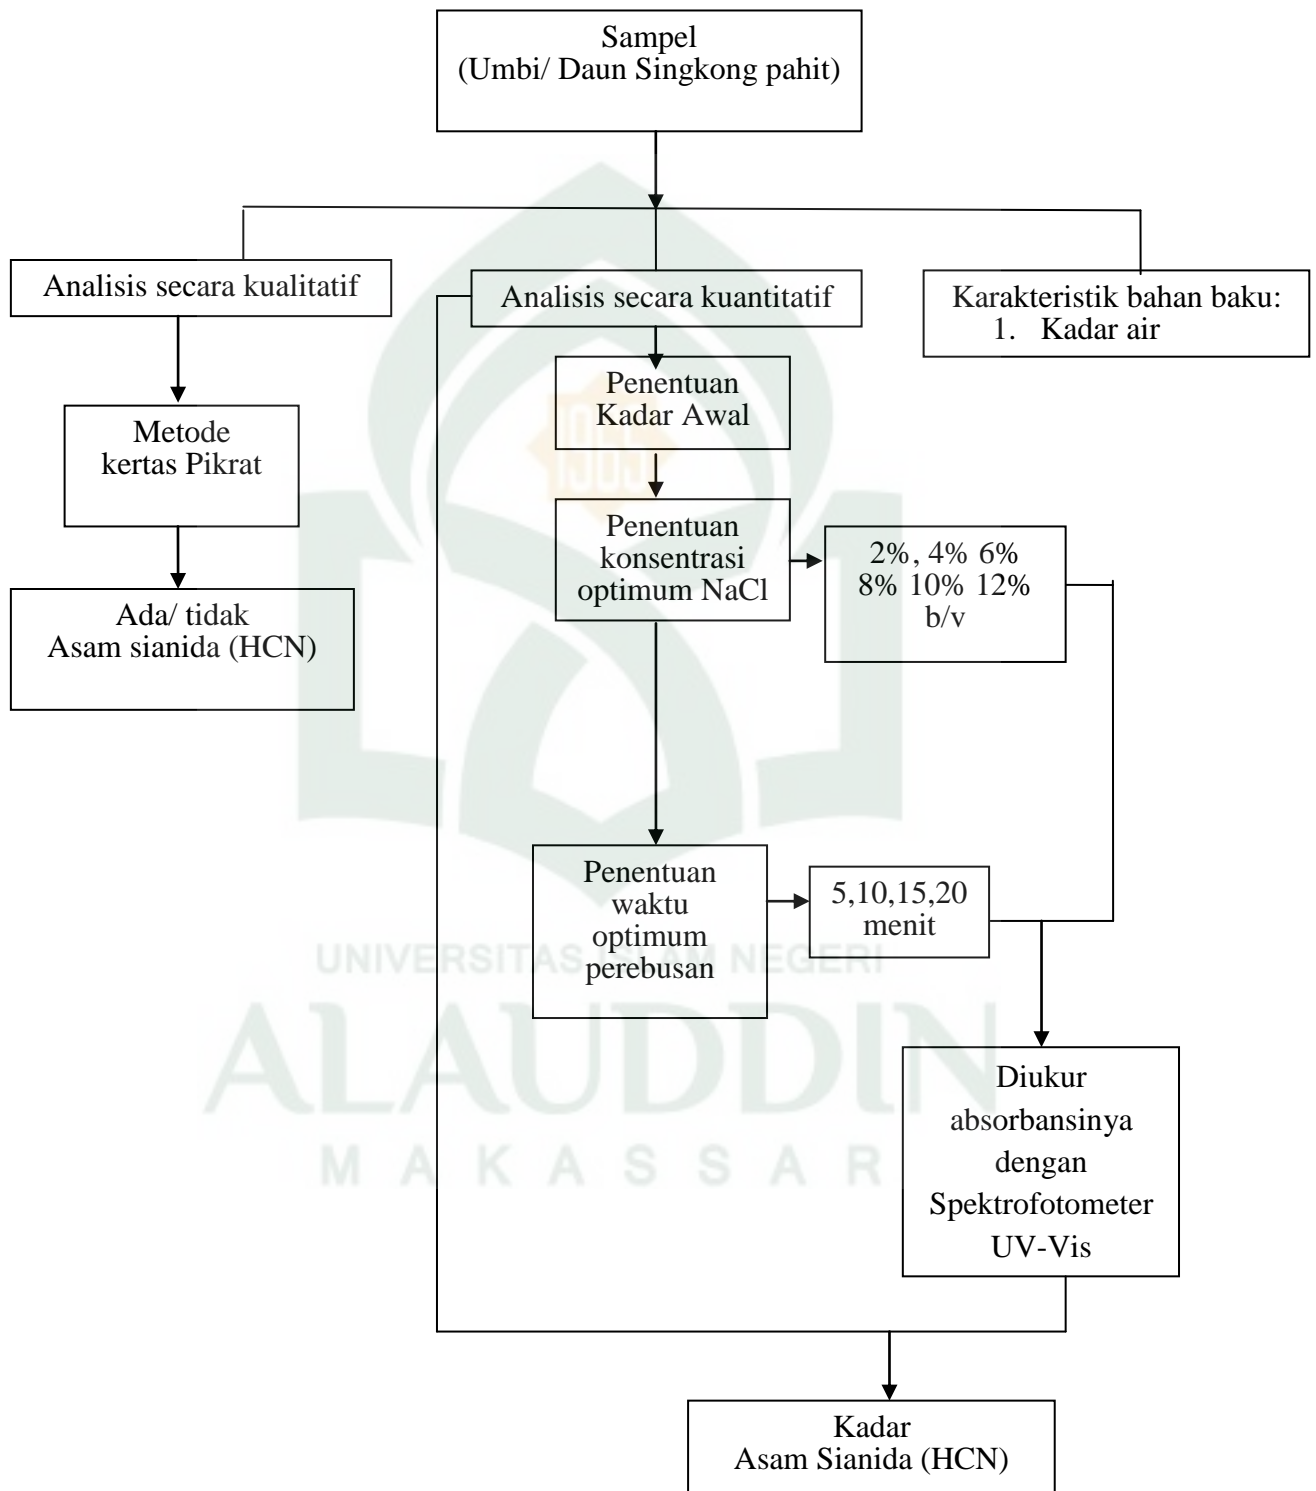 Sampel
(Umbi/ Daun Singkong pahit)
Analisis secara kualitatif
Analisis secara kuantitatif
Karakteristik bahan baku:
1. Kadar air
Penentuan
Kadar Awal
Metode
kertas Pikrat
1965
Penentuan
konsentrasi
optimum NaCl
2%, 4% 6%
8% 10% 12%
b/v
Ada/ tidak
Asam sianida (HCN)
Penentuan
waktu
optimum
perebusan
5,10,15,20
menit
UNIVERSITAS ISLAM NEGERI
ALAUDDIN
MAKASSAR
Diukur
absorbansinya
dengan
Spektrofotometer
UV-Vis
Kadar
Asam Sianida (HCN)